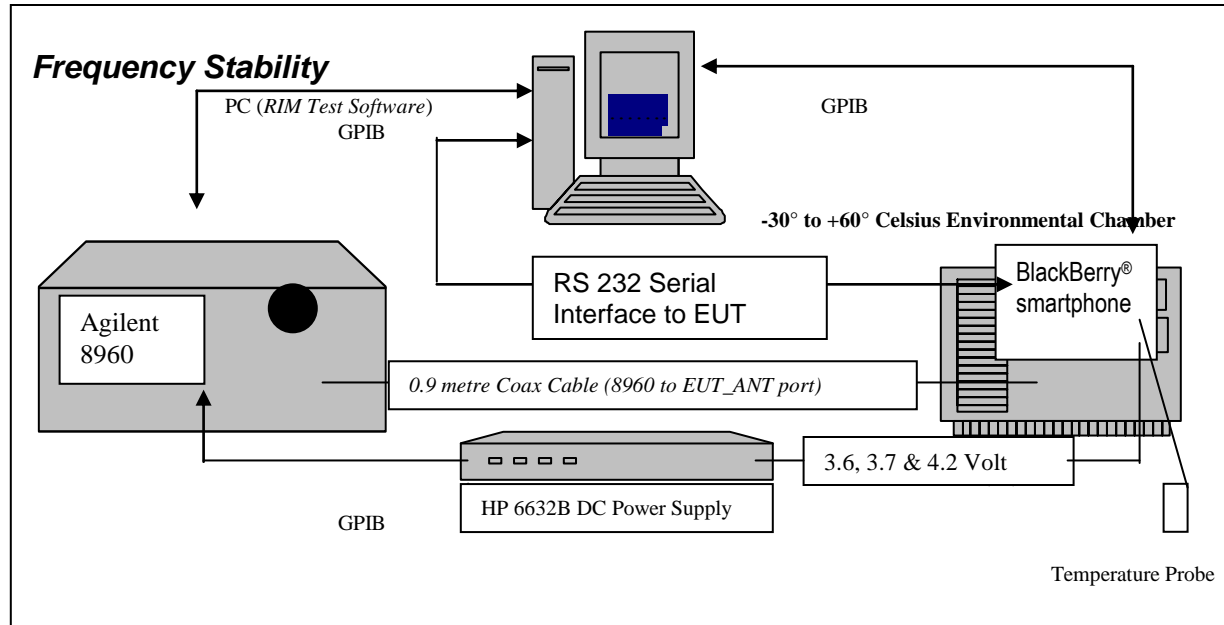 Frequency Stability
PC (RIM Test Software)
GPIB
GPIB
-30° to +60° Celsius Environmental Chamber
RS 232 Serial
Interface to EUT
BlackBerry®
smartphone
Agilent
8960
0.9 metre Coax Cable (8960 to EUT_ANT port)
3.6, 3.7 & 4.2 Volt
HP 6632B DC Power Supply
GPIB
Temperature Probe